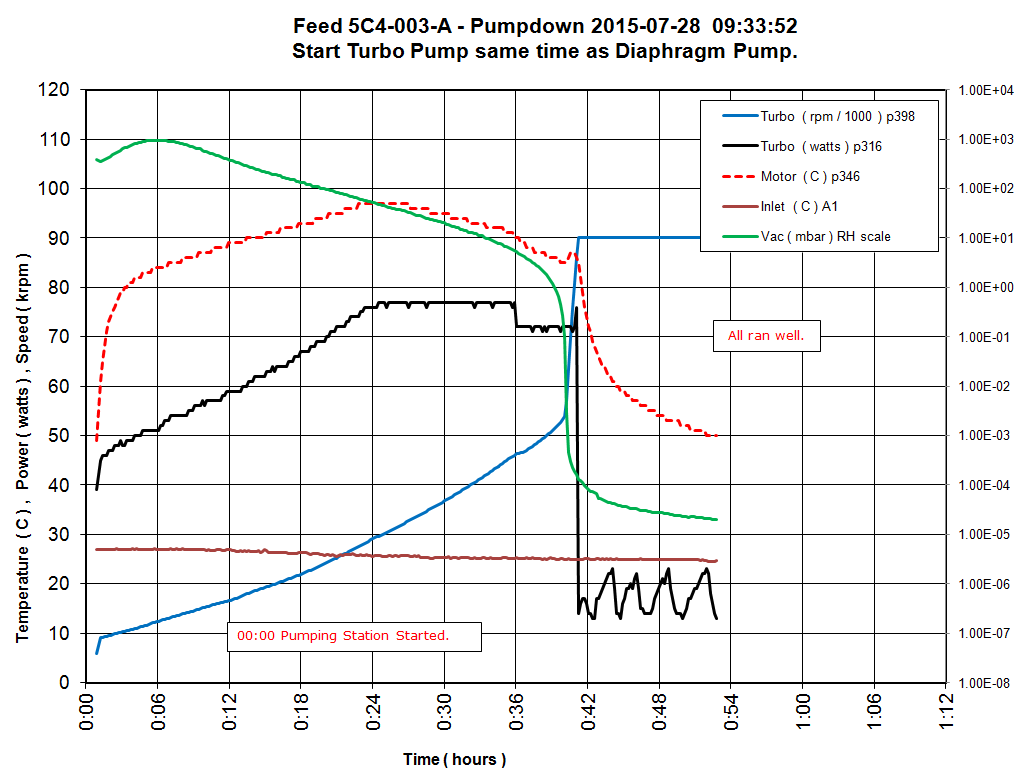 Feed 5C4-003-A - Pumpdown 2015-07-28  09:33:52
Start Turbo Pump same time as Diaphragm Pump.
120
110
100
90
80
70
60
50
40
30
20
10
0
Temperature ( C ) ,  Power ( watts ) , Speed ( krpm )
1.00E+04
1.00E+03
1.00E+02
1.00E+01
1.00E+00
1.00E-01
1.00E-02
1.00E-03
1.00E-04
1.00E-05
1.00E-06
1.00E-07
1.00E-08
Turbo  ( rpm / 1000  ) p398
Turbo  ( watts ) p316
Motor  ( C ) p346
Inlet  ( C ) A1
Vac ( mbar ) RH scale
All ran well.
00:00 Pumping Station Started.
0:00
0:06
0:12
0:18
0:24
0:30
0:36
0:42
0:48
0:54
1:00
1:06
1:12
Time ( hours )